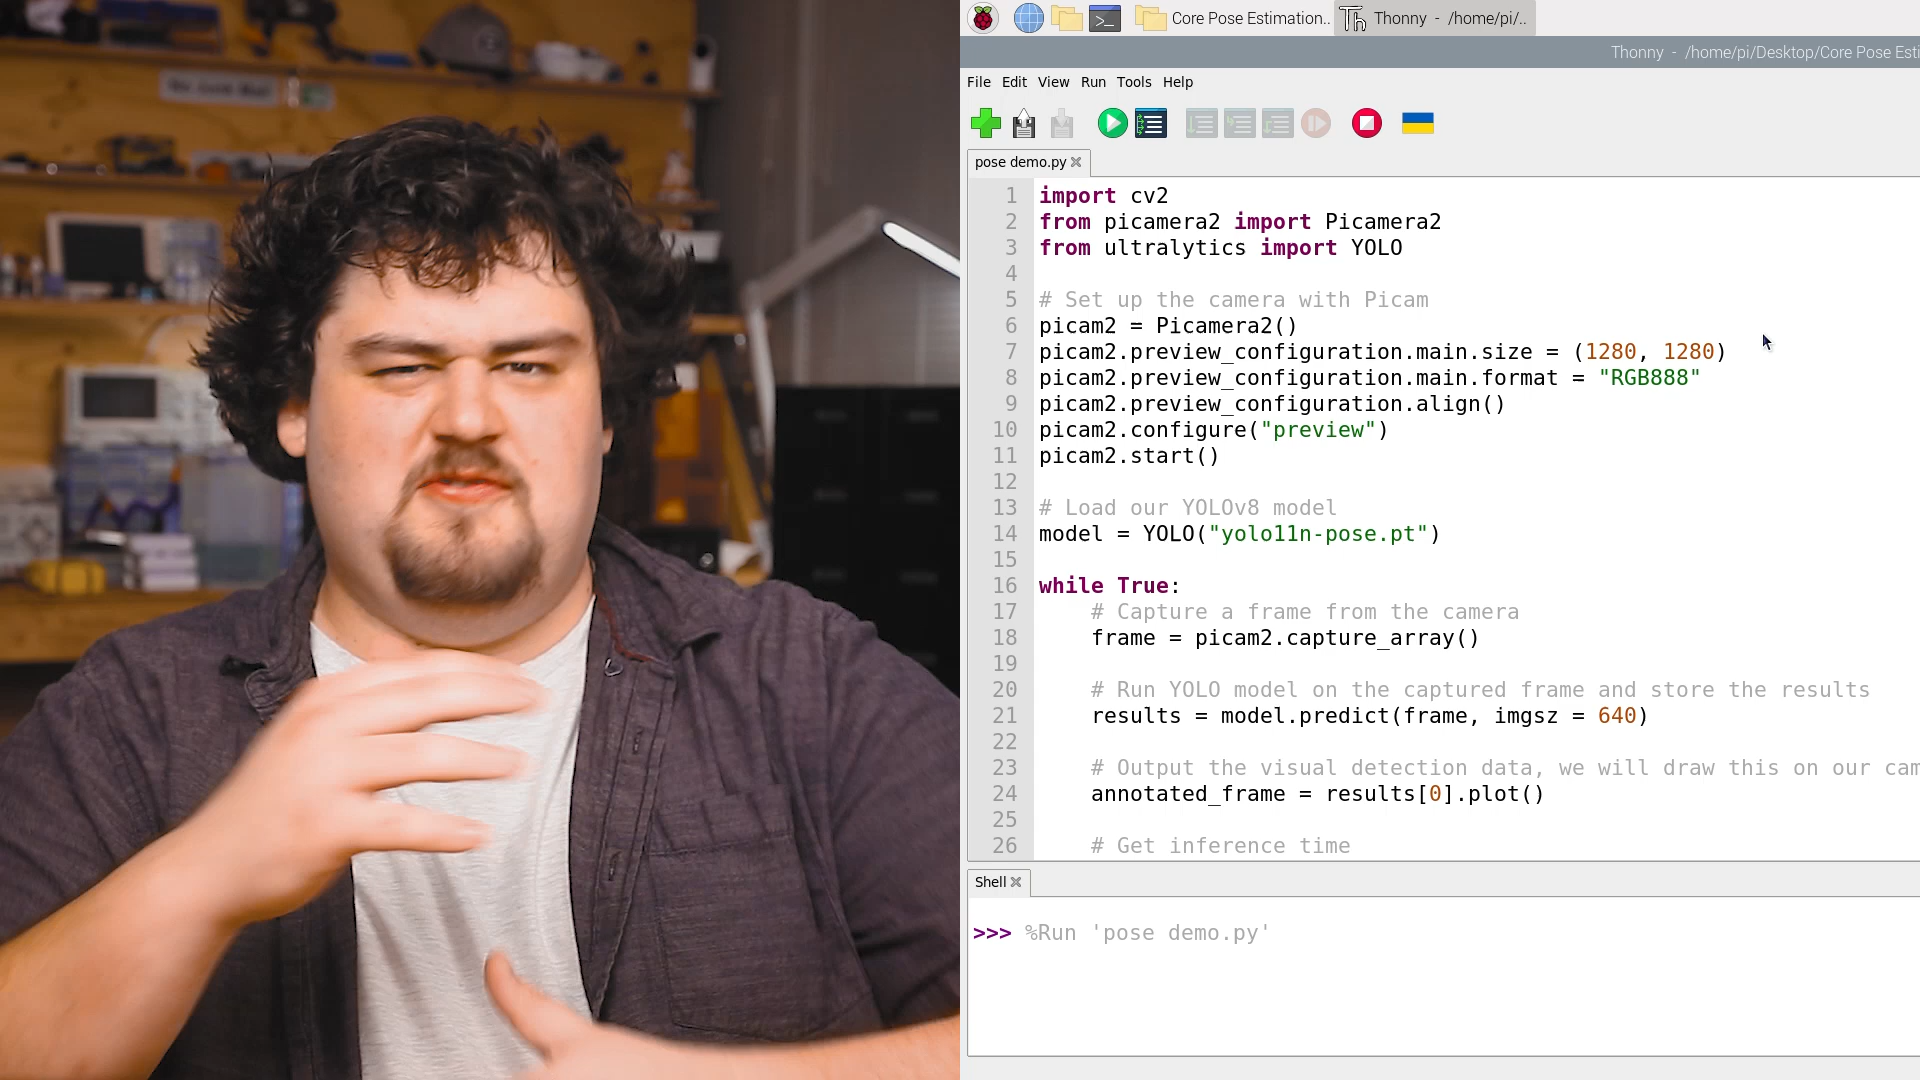 No Junk Mail
Core Pose Estimation..
Thonny - /home/pi/..
Thonny - /home/pi/Desktop/Core Pose Esti
File Edit View Run Tools Help
pose demo.py
1 import cv2
2 from picamera2 import Picamera2
3 from ultralytics import YOLO
4
5 # Set up the camera with Picam
6 picam2 = Picamera2()
7 picam2.preview_configuration.main.size = (1280, 1280)
8 picam2.preview_configuration.main.format = "RGB888"
9 picam2.preview_configuration.align()
10 picam2.configure("preview")
11 picam2.start()
12
13 # Load our YOLOv8 model
14 model = YOLO("yolo11n-pose.pt")
15
16 while True:
17     # Capture a frame from the camera
18     frame = picam2.capture_array()
19
20     # Run YOLO model on the captured frame and store the results
21     results = model.predict(frame, imgsz = 640)
22
23     # Output the visual detection data, we will draw this on our cam
24     annotated_frame = results[0].plot()
25
26     # Get inference time
Shell
>>> %Run 'pose demo.py'